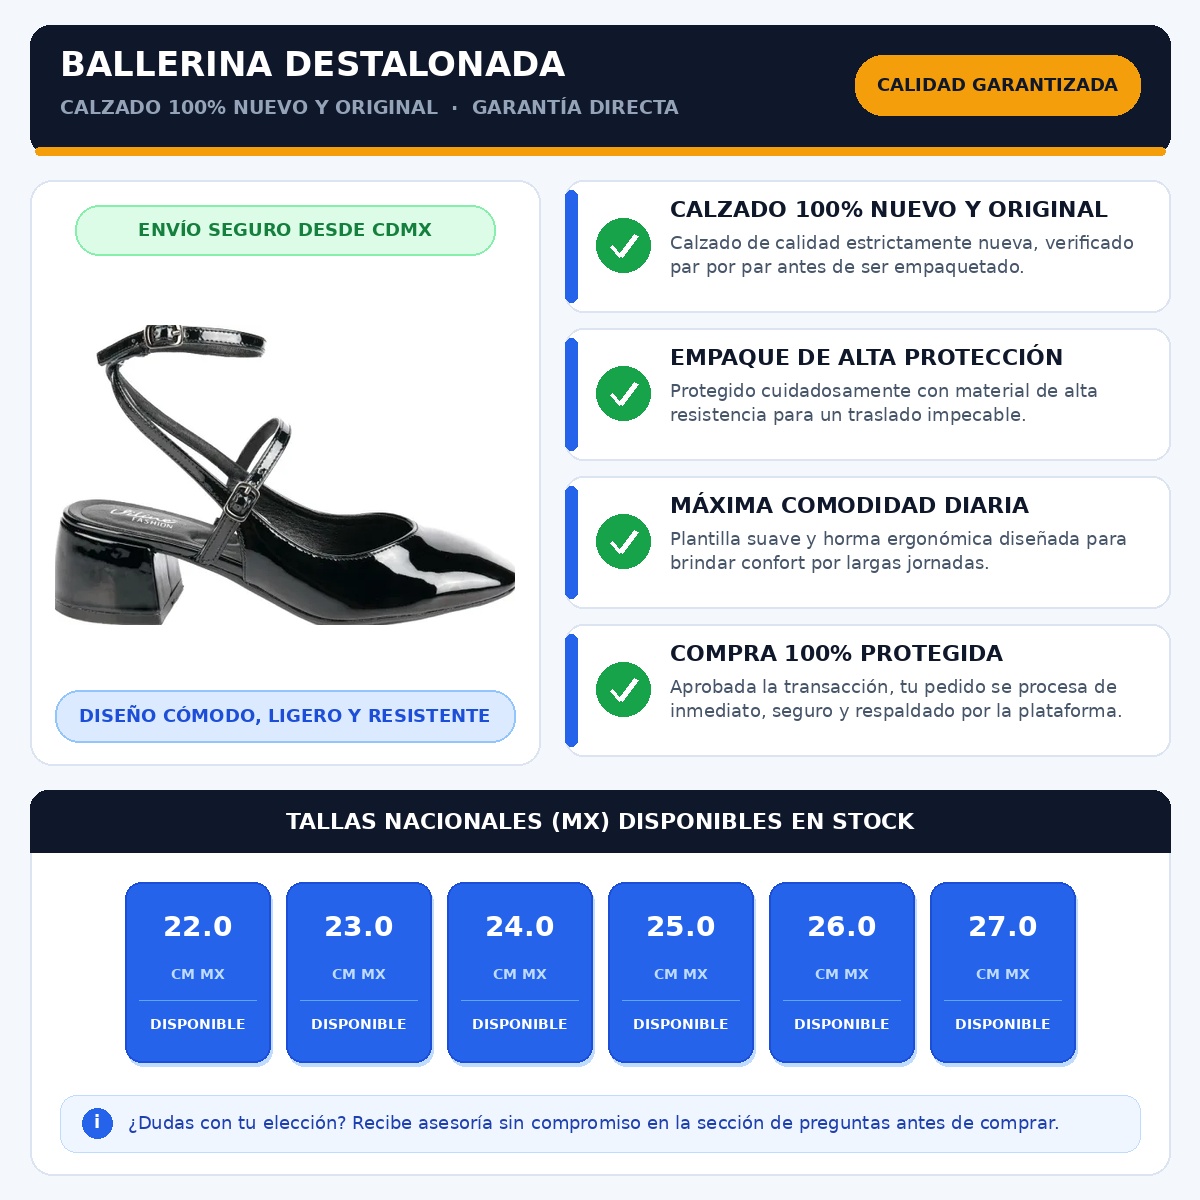 BALLERINA DESTALONADA
CALZADO 100% NUEVO Y ORIGINAL · GARANTÍA DIRECTA
CALIDAD GARANTIZADA
ENVÍO SEGURO DESDE CDMX
FASHION
DISEÑO CÓMODO, LIGERO Y RESISTENTE
CALZADO 100% NUEVO Y ORIGINAL
Calzado de calidad estrictamente nueva, verificado
par por par antes de ser empaquetado.
EMPAQUE DE ALTA PROTECCIÓN
Protegido cuidadosamente con material de alta
resistencia para un traslado impecable.
MÁXIMA COMODIDAD DIARIA
Plantilla suave y horma ergonómica diseñada para
brindar confort por largas jornadas.
COMPRA 100% PROTEGIDA
Aprobada la transacción, tu pedido se procesa de
inmediato, seguro y respaldado por la plataforma.
TALLAS NACIONALES (MX) DISPONIBLES EN STOCK
22.0 23.0 24.0 25.0 26.0 27.0
CM MX CM MX CM MX CM MX CM MX CM MX
DISPONIBLE DISPONIBLE DISPONIBLE DISPONIBLE DISPONIBLE DISPONIBLE
i ¿Dudas con tu elección? Recibe asesoría sin compromiso en la sección de preguntas antes de comprar.